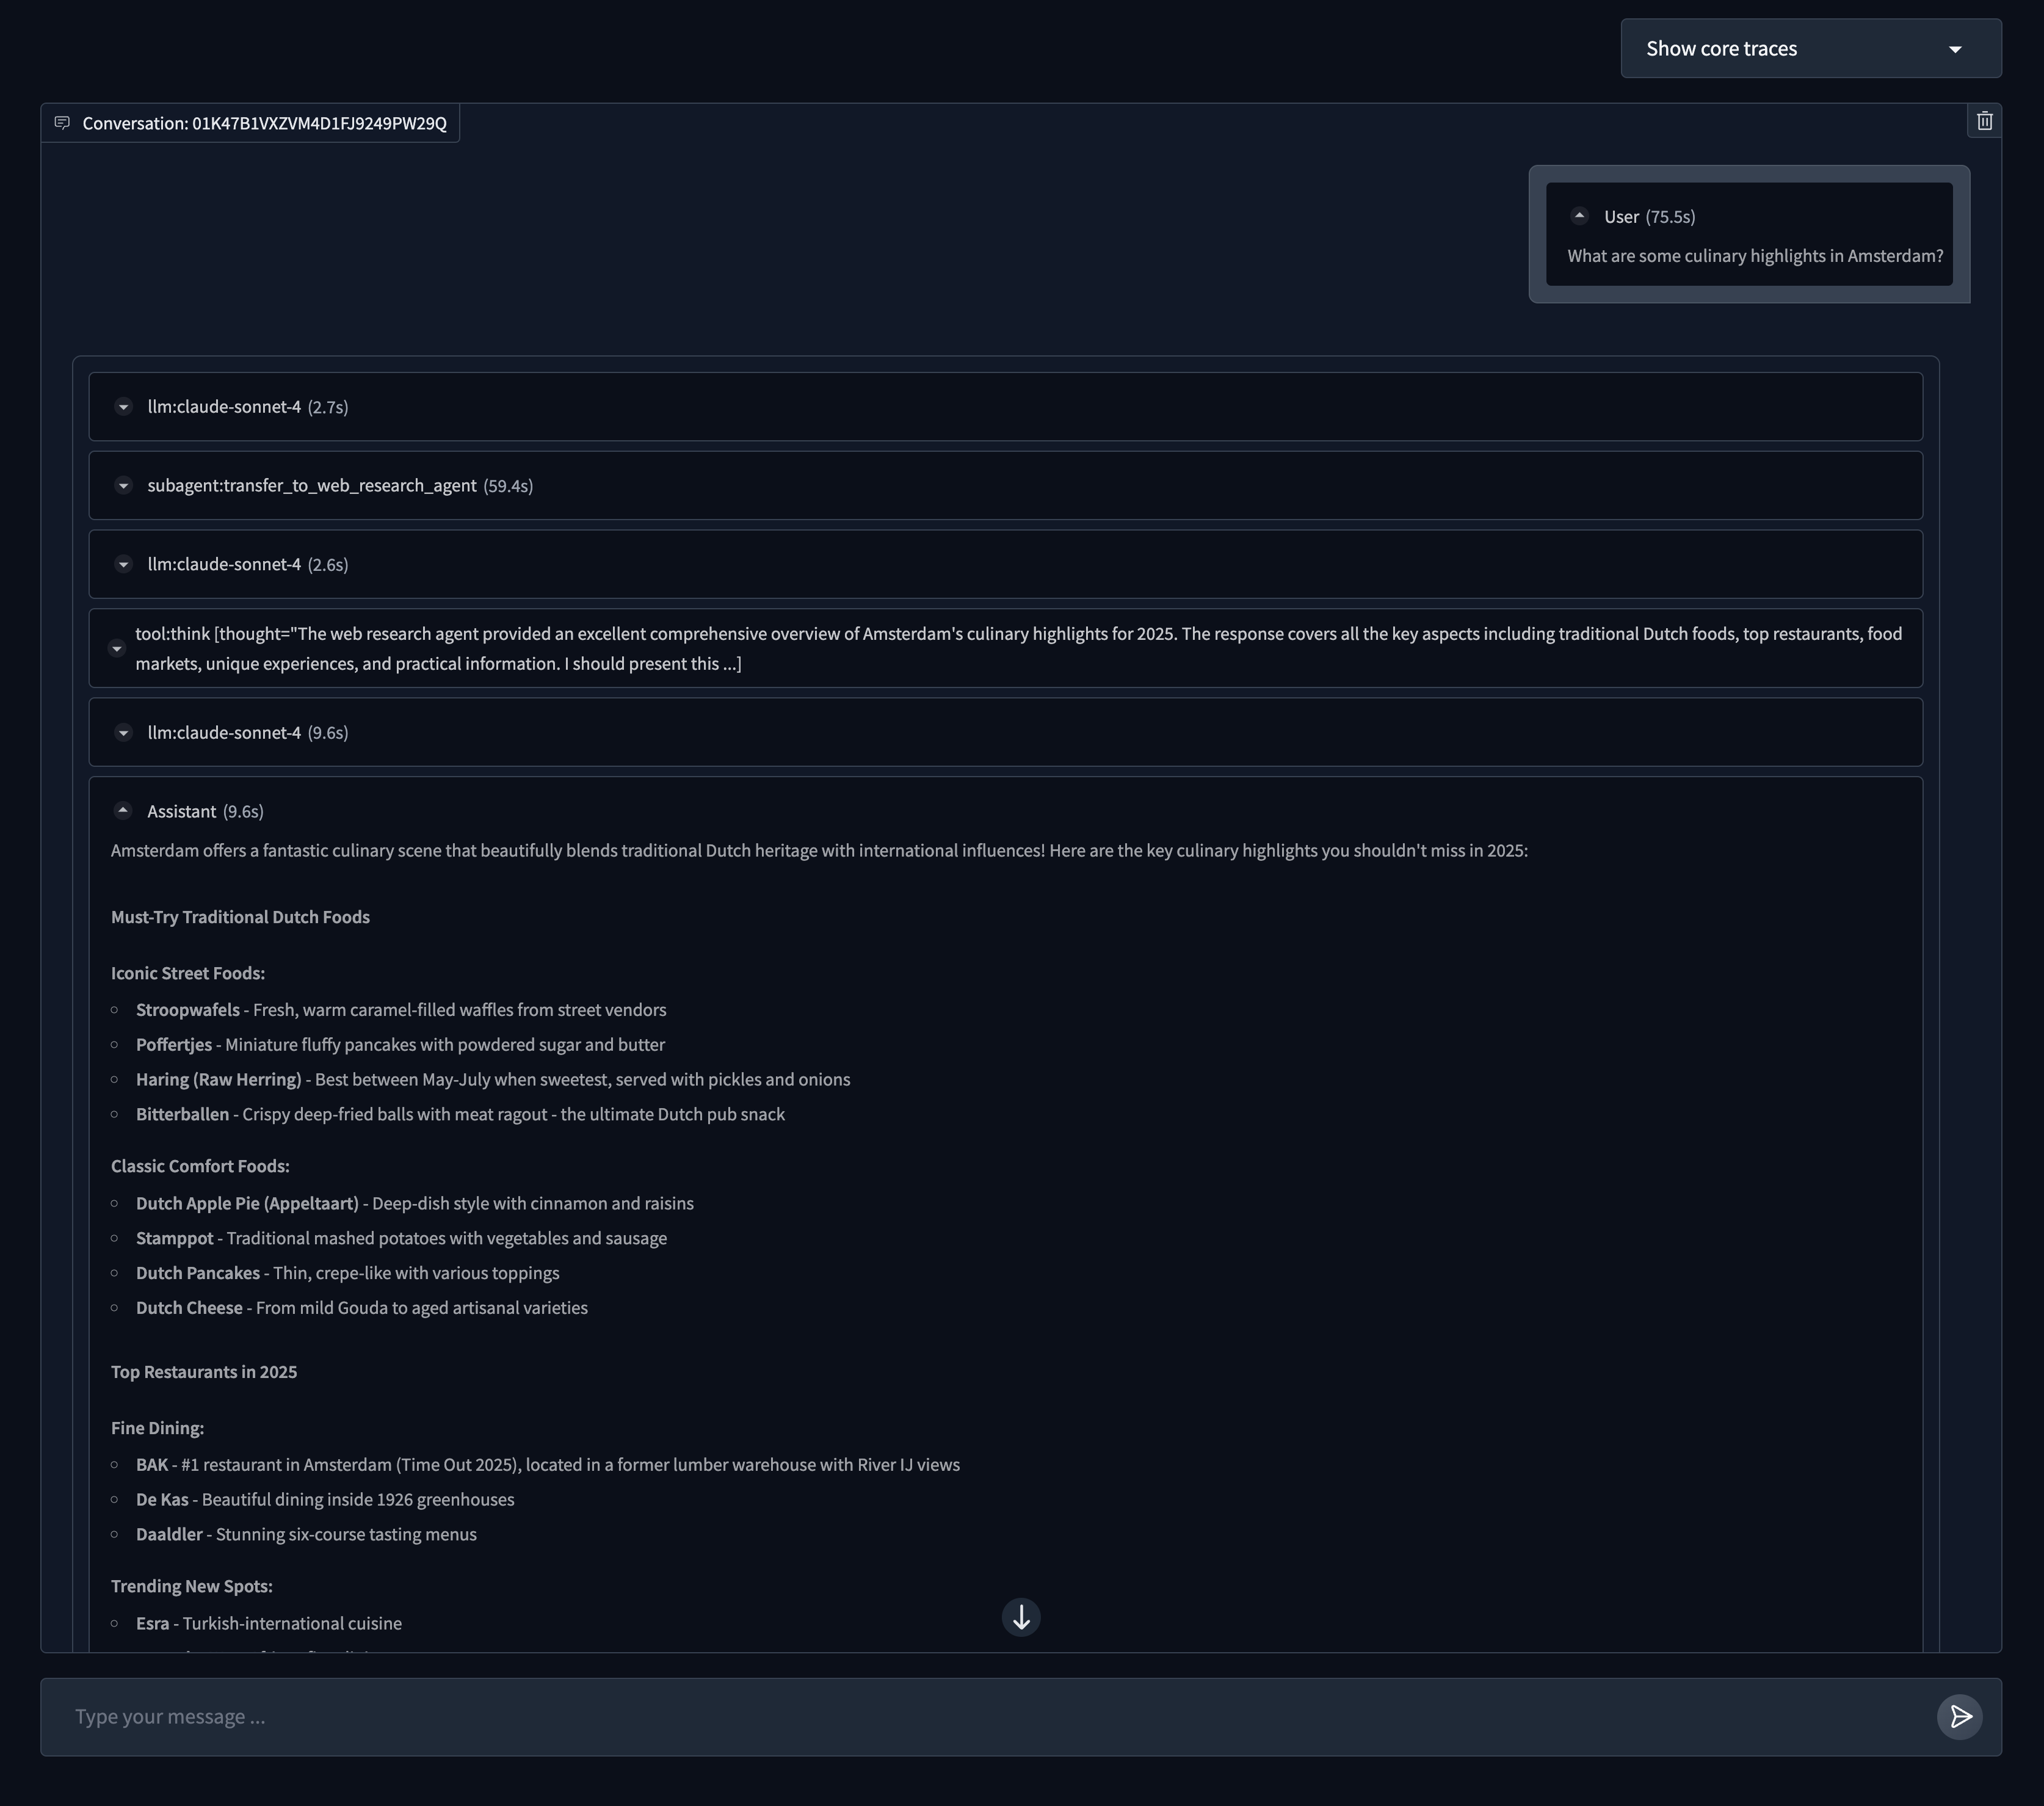 Show core traces
Conversation: 01K47B1VXZVM4D1FJ9249PW29Q
User (75.5s)
What are some culinary highlights in Amsterdam?
llm:claude-sonnet-4 (2.7s)
subagent:transfer_to_web_research_agent (59.4s)
llm:claude-sonnet-4 (2.6s)
tool:think [thought="The web research agent provided an excellent comprehensive overview of Amsterdam's culinary highlights for 2025. The response covers all the key aspects including traditional Dutch foods, top restaurants, food
markets, unique experiences, and practical information. I should present this ...]
llm:claude-sonnet-4 (9.6s)
Assistant (9.6s)
Amsterdam offers a fantastic culinary scene that beautifully blends traditional Dutch heritage with international influences! Here are the key culinary highlights you shouldn't miss in 2025:
Must-Try Traditional Dutch Foods
Iconic Street Foods:
Stroopwafels - Fresh, warm caramel-filled waffles from street vendors
Poffertjes - Miniature fluffy pancakes with powdered sugar and butter
Haring (Raw Herring) - Best between May-July when sweetest, served with pickles and onions
Bitterballen - Crispy deep-fried balls with meat ragout - the ultimate Dutch pub snack
Classic Comfort Foods:
Dutch Apple Pie (Appeltaart) - Deep-dish style with cinnamon and raisins
Stamppot - Traditional mashed potatoes with vegetables and sausage
Dutch Pancakes - Thin, crepe-like with various toppings
Dutch Cheese - From mild Gouda to aged artisanal varieties
Top Restaurants in 2025
Fine Dining:
BAK - #1 restaurant in Amsterdam (Time Out 2025), located in a former lumber warehouse with River IJ views
De Kas - Beautiful dining inside 1926 greenhouses
Daaldler - Stunning six-course tasting menus
Trending New Spots:
Esra - Turkish-international cuisine
Type your message ...